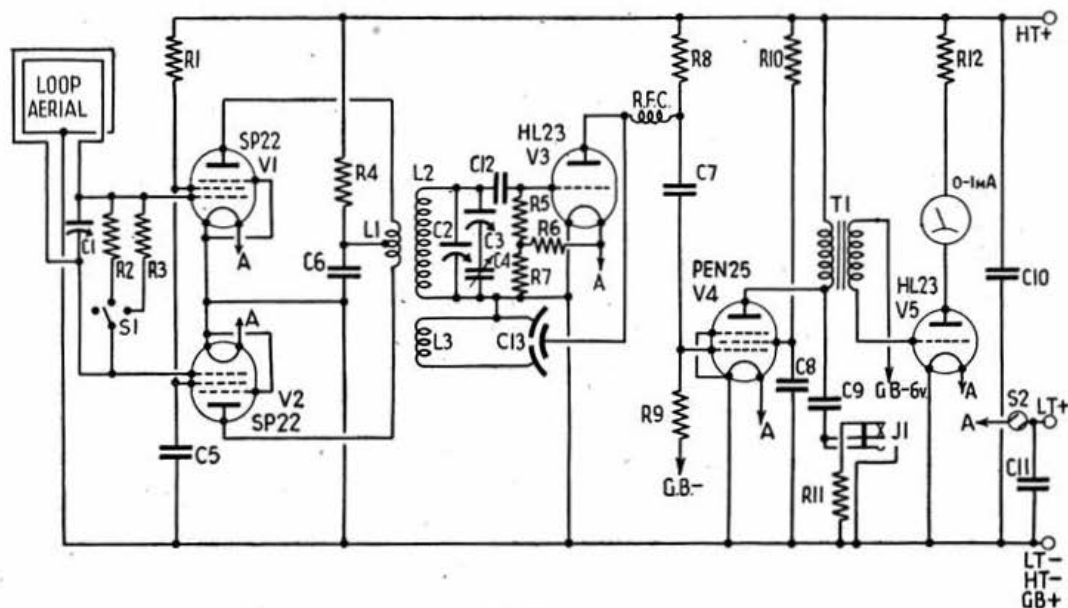 HT+
R1
R8
R10
R12
LOOP
AERIAL
R.F.C.
SP22
V1
HL23
V3
C12
0-1mA
L2
C7
R4
R5
T1
C1
R2
R3
A
L1
C2
C3
R6
C6
C4
PEN25
V4
HL23
V5
C10
R7
A
S1
A
L3
C13
C8
G.B-6v.
V2
SP22
R9
A
C9
A
A
S2
LT+
J1
C5
G.B.-
R11
C11
LT-
HT-
GB+